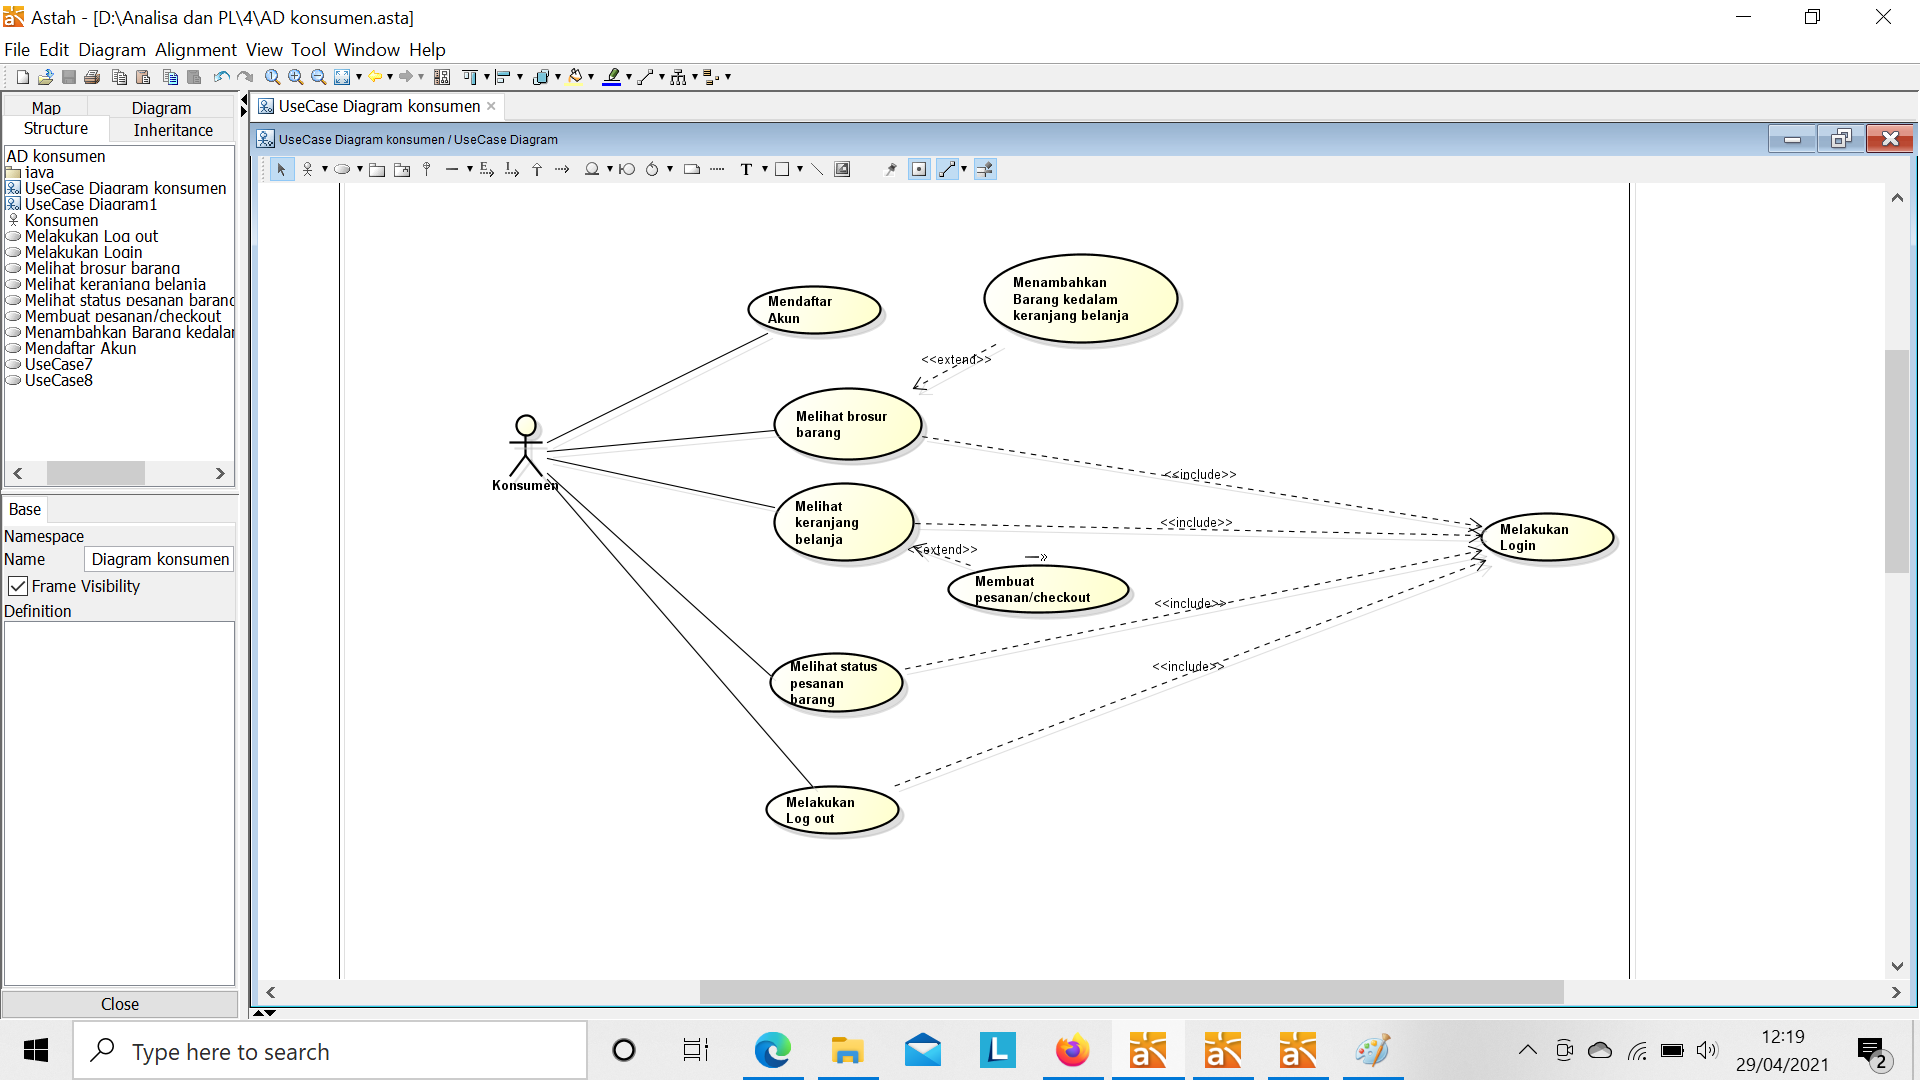 Astah - [D:\Analisa dan PL\4\AD konsumen.asta]
File Edit Diagram Alignment View Tool Window Help
Map Diagram
Structure Inheritance
AD konsumen
java
UseCase Diagram konsumen
UseCase Diagram1
Konsumen
Melakukan Log out
Melakukan Login
Melihat brosur barang
Melihat keranjang belanja
Melihat status pesanan barang
Membuat pesanan/checkout
Menambahkan Barang kedalar
Mendaftar Akun
UseCase7
UseCase8
Base
Namespace
Name Diagram konsumen
Frame Visibility
Definition
Close
UseCase Diagram konsumen
UseCase Diagram konsumen / UseCase Diagram
T
Menambahkan
Barang kedalam
keranjang belanja
Mendaftar
Akun
<<extend>>
Melihat brosur
barang
Konsumen
<<include>>
Melihat
keranjang
belanja
<<include>>
Melakukan
Login
<<extend>>
Membuat
pesanan/checkout
<<include>>
Melihat status
pesanan
barang
<<include>>
Melakukan
Log out
Type here to search
12:19
29/04/2021
2